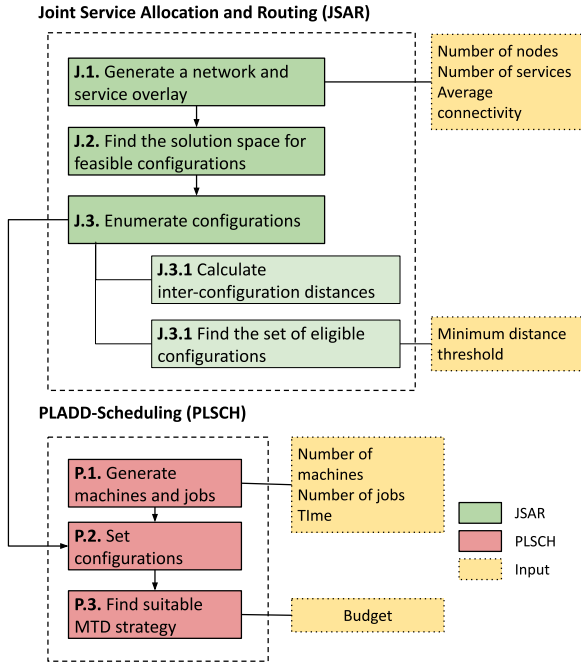 Joint Service Allocation and Routing (JSAR)
J.1. Generate a network and
service overlay
Number of nodes
Number of services
Average
connectivity
J.2. Find the solution space for
feasible configurations
J.3. Enumerate configurations
J.3.1 Calculate
inter-configuration distances
J.3.1 Find the set of eligible
configurations
Minimum distance
threshold
PLADD-Scheduling (PLSCH)
P.1. Generate
machines and jobs
Number of
machines
Number of jobs
TIme
P.2. Set
configurations
P.3. Find suitable
MTD strategy
Budget
JSAR
PLSCH
Input